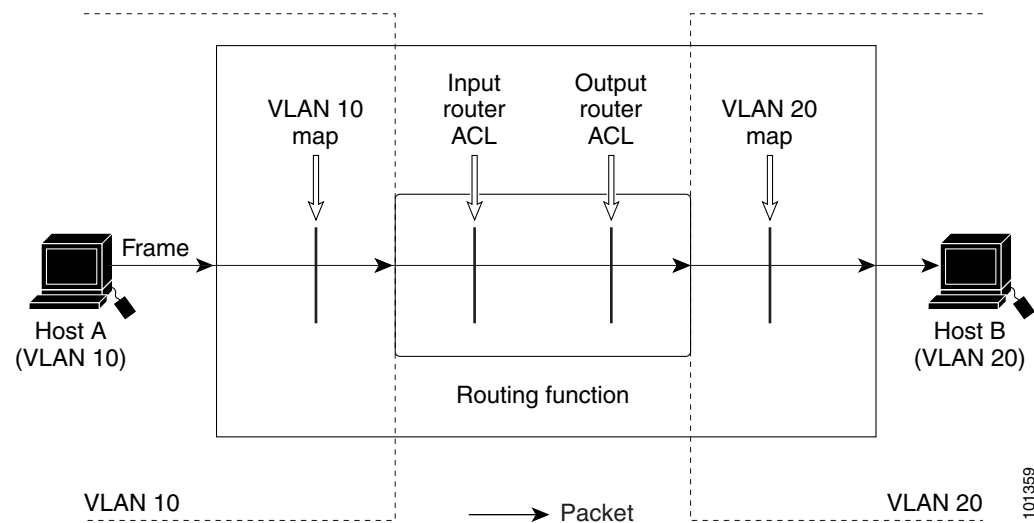 VLAN 10
map
Input
router
ACL
Output
router
ACL
VLAN 20
map
Frame
Host A
(VLAN 10)
Host B
(VLAN 20)
Routing function
VLAN 10
Packet
VLAN 20
101359